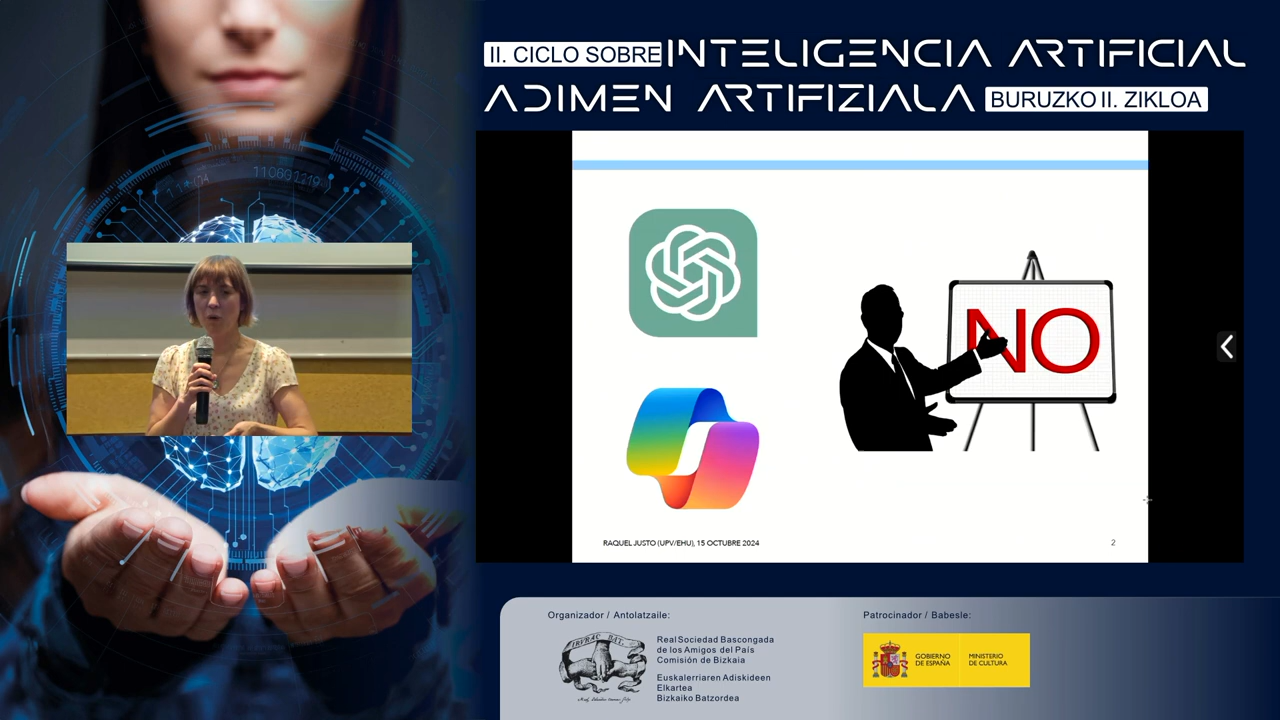 II. CICLO SOBRE INTELIGENCIA ARTIFICIAL
ADIMEN ARTIFIZIALA BURUZKO II. ZIKLOA
NO
RAQUEL JUSTO (UPV/EHU), 15 OCTOBRE 2024
2
Organizador / Antolatzaile:
Real Sociedad Bascongada
de los Amigos del País
Comisión de Bizkaia
Euskalerriaren Adiskideen
Elkartea
Bizkaiko Batzordea
Patrocinador / Babesle:
GOBIERNO
DE ESPAÑA
MINISTERIO
DE CULTURA